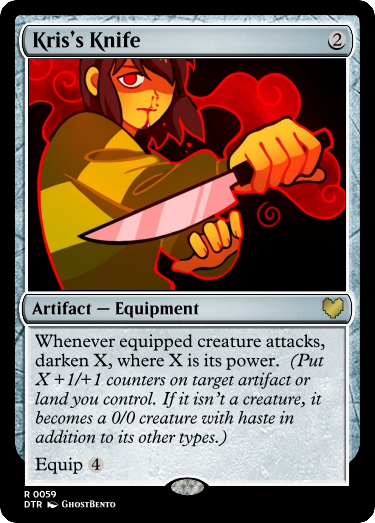 Kris's Knife 2
Artifact — Equipment
Whenever equipped creature attacks,
darken X, where X is its power. (Put
X +1/+1 counters on target artifact or
land you control. If it isn't a creature, it
becomes a 0/0 creature with haste in
addition to its other types.)
Equip 4
R 0059
DTR GhostBento